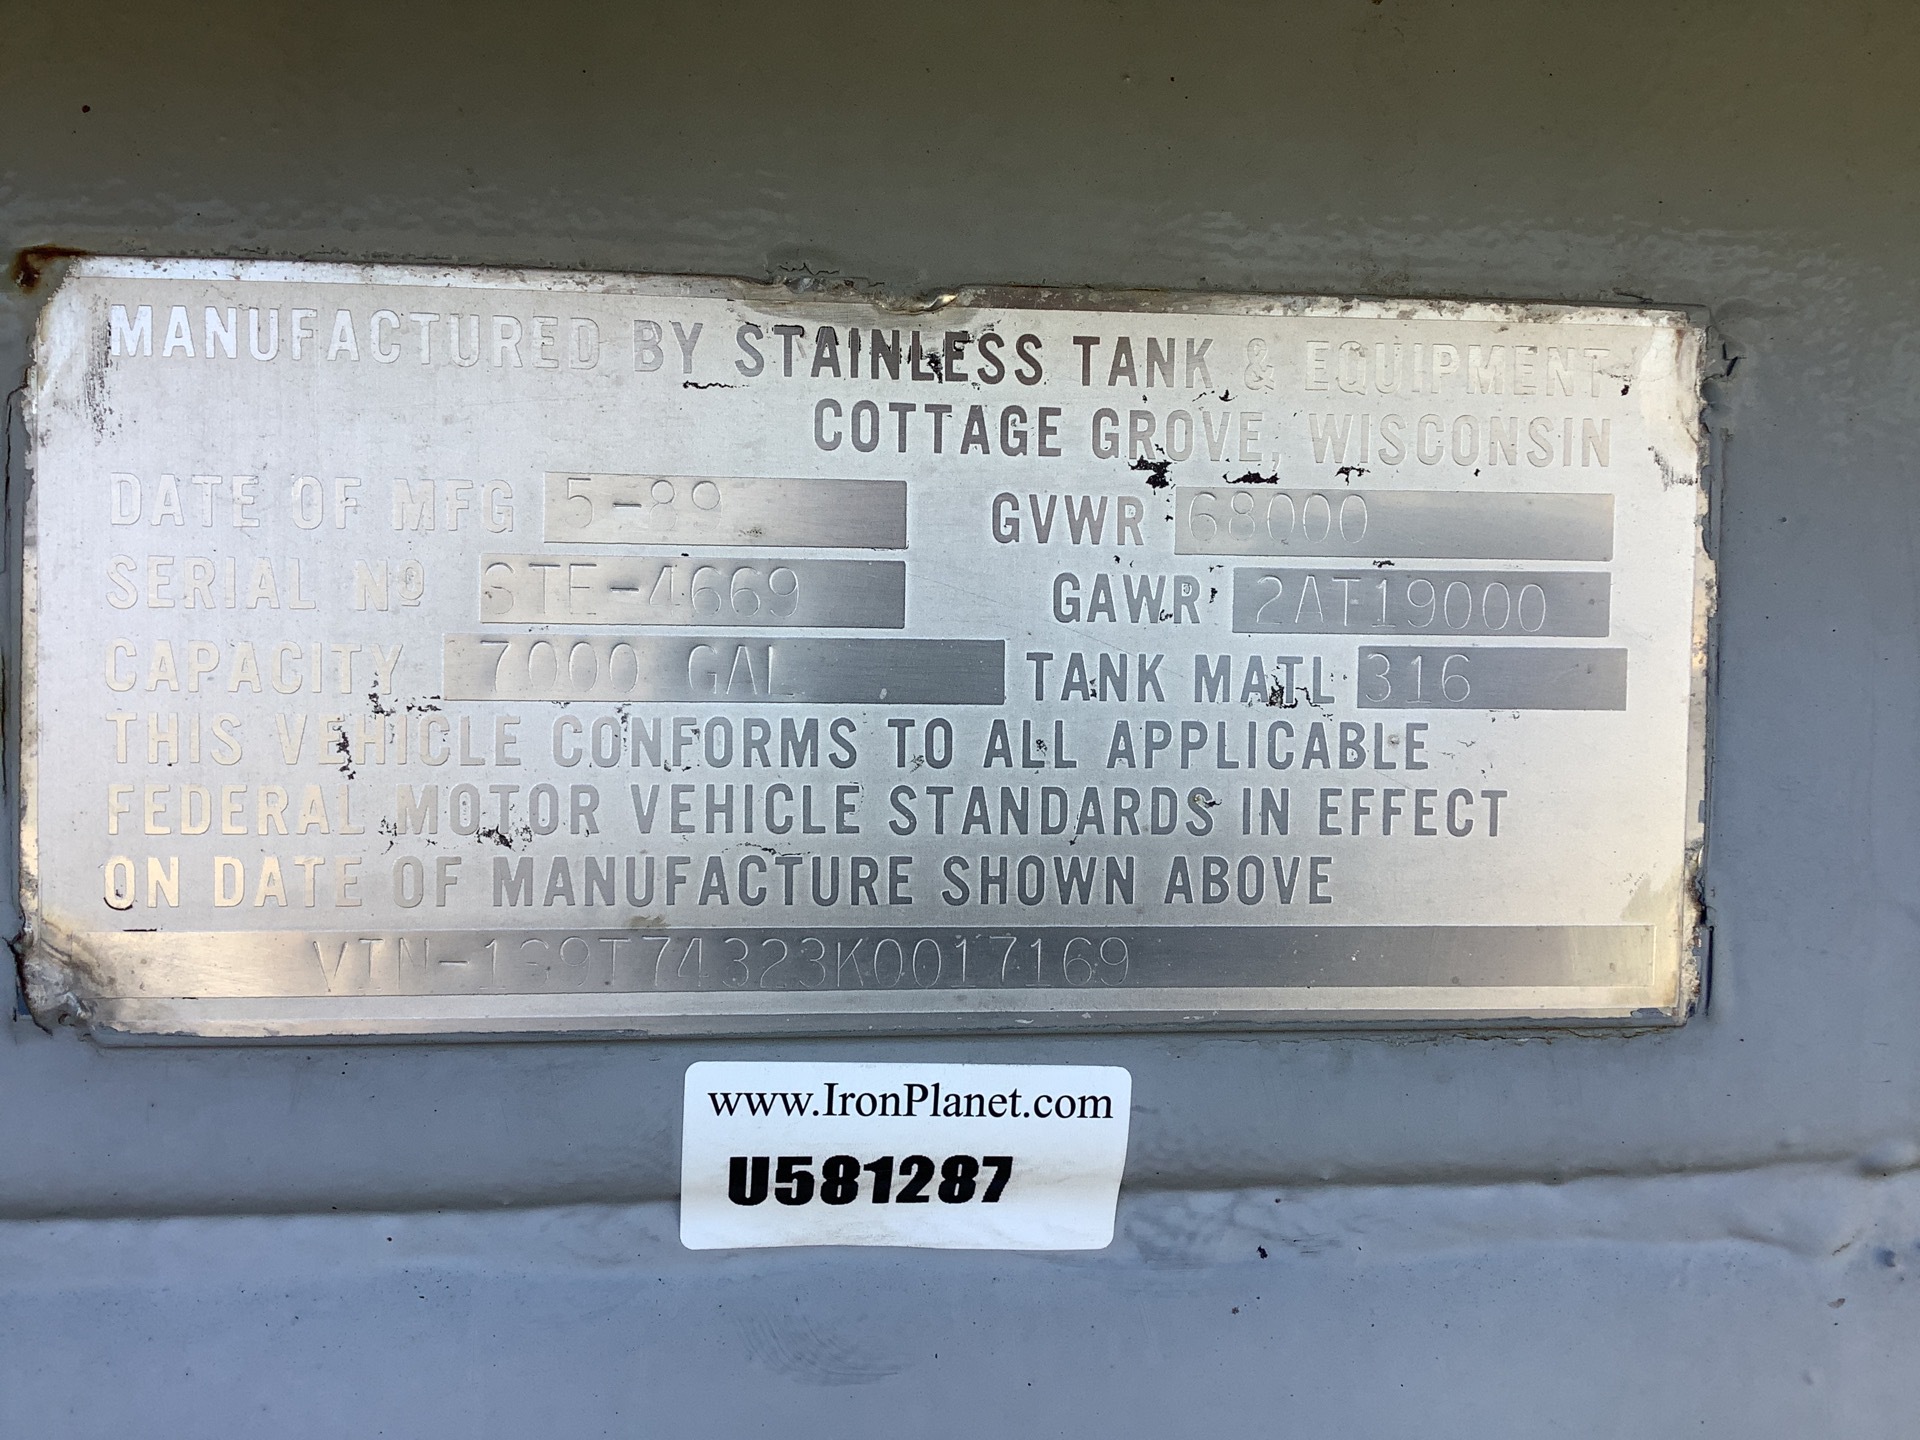 MANUFACTURED BY STAINLESS TANK & EQUIPMENT
COTTAGE GROVE, WISCONSIN
DATE OF MFG 5-89 GVWR 68000
SERIAL Nº STE-4669 GAWR 2AT19000
CAPACITY 7000 GAL TANK MATL 316
THIS VEHICLE CONFORMS TO ALL APPLICABLE
FEDERAL MOTOR VEHICLE STANDARDS IN EFFECT
ON DATE OF MANUFACTURE SHOWN ABOVE
VIN-1S9T74323K0017169
www.IronPlanet.com
U581287